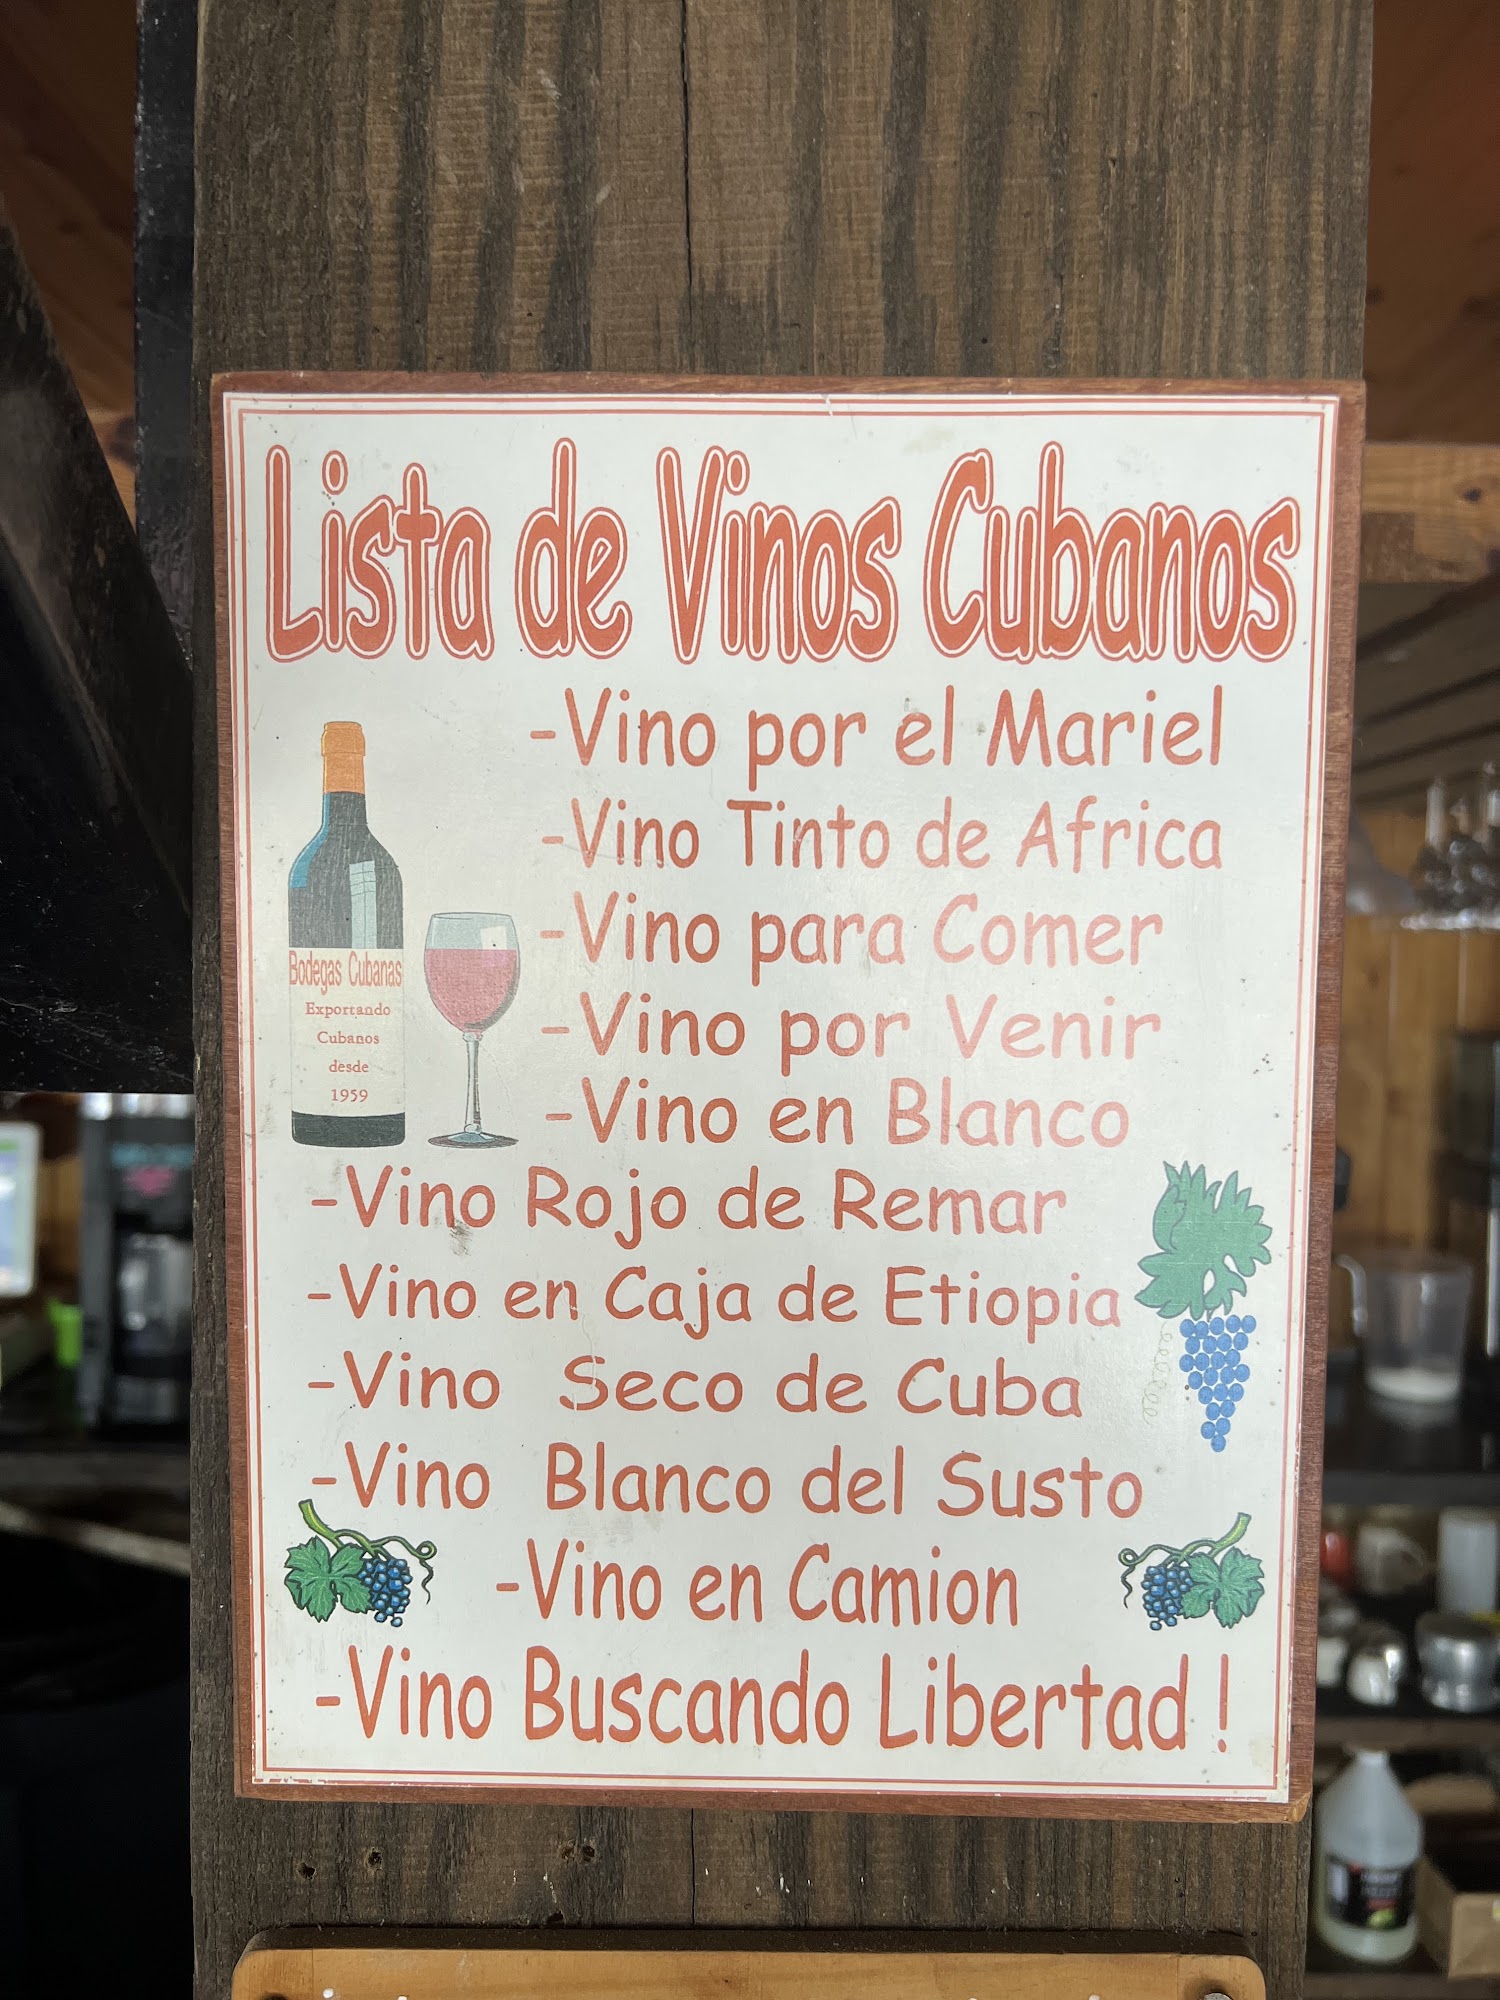 Lista de Vinos Cubanos
-Vino por el Mariel
-Vino Tinto de Africa
-Vino para Comer
-Vino por Venir
-Vino en Blanco
Bodegas Cubanas
Exportando
Cubanos
desde
1959
-Vino Rojo de Remar
-Vino en Caja de Etiopia
-Vino Seco de Cuba
-Vino Blanco del Susto
-Vino en Camion
-Vino Buscando Libertad !